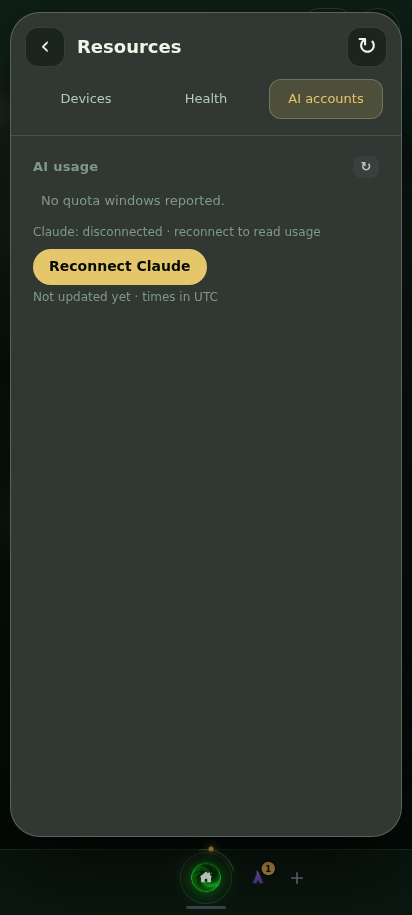 Resources
Devices Health AI accounts
AI usage
No quota windows reported.
Claude: disconnected · reconnect to read usage
Reconnect Claude
Not updated yet · times in UTC
1